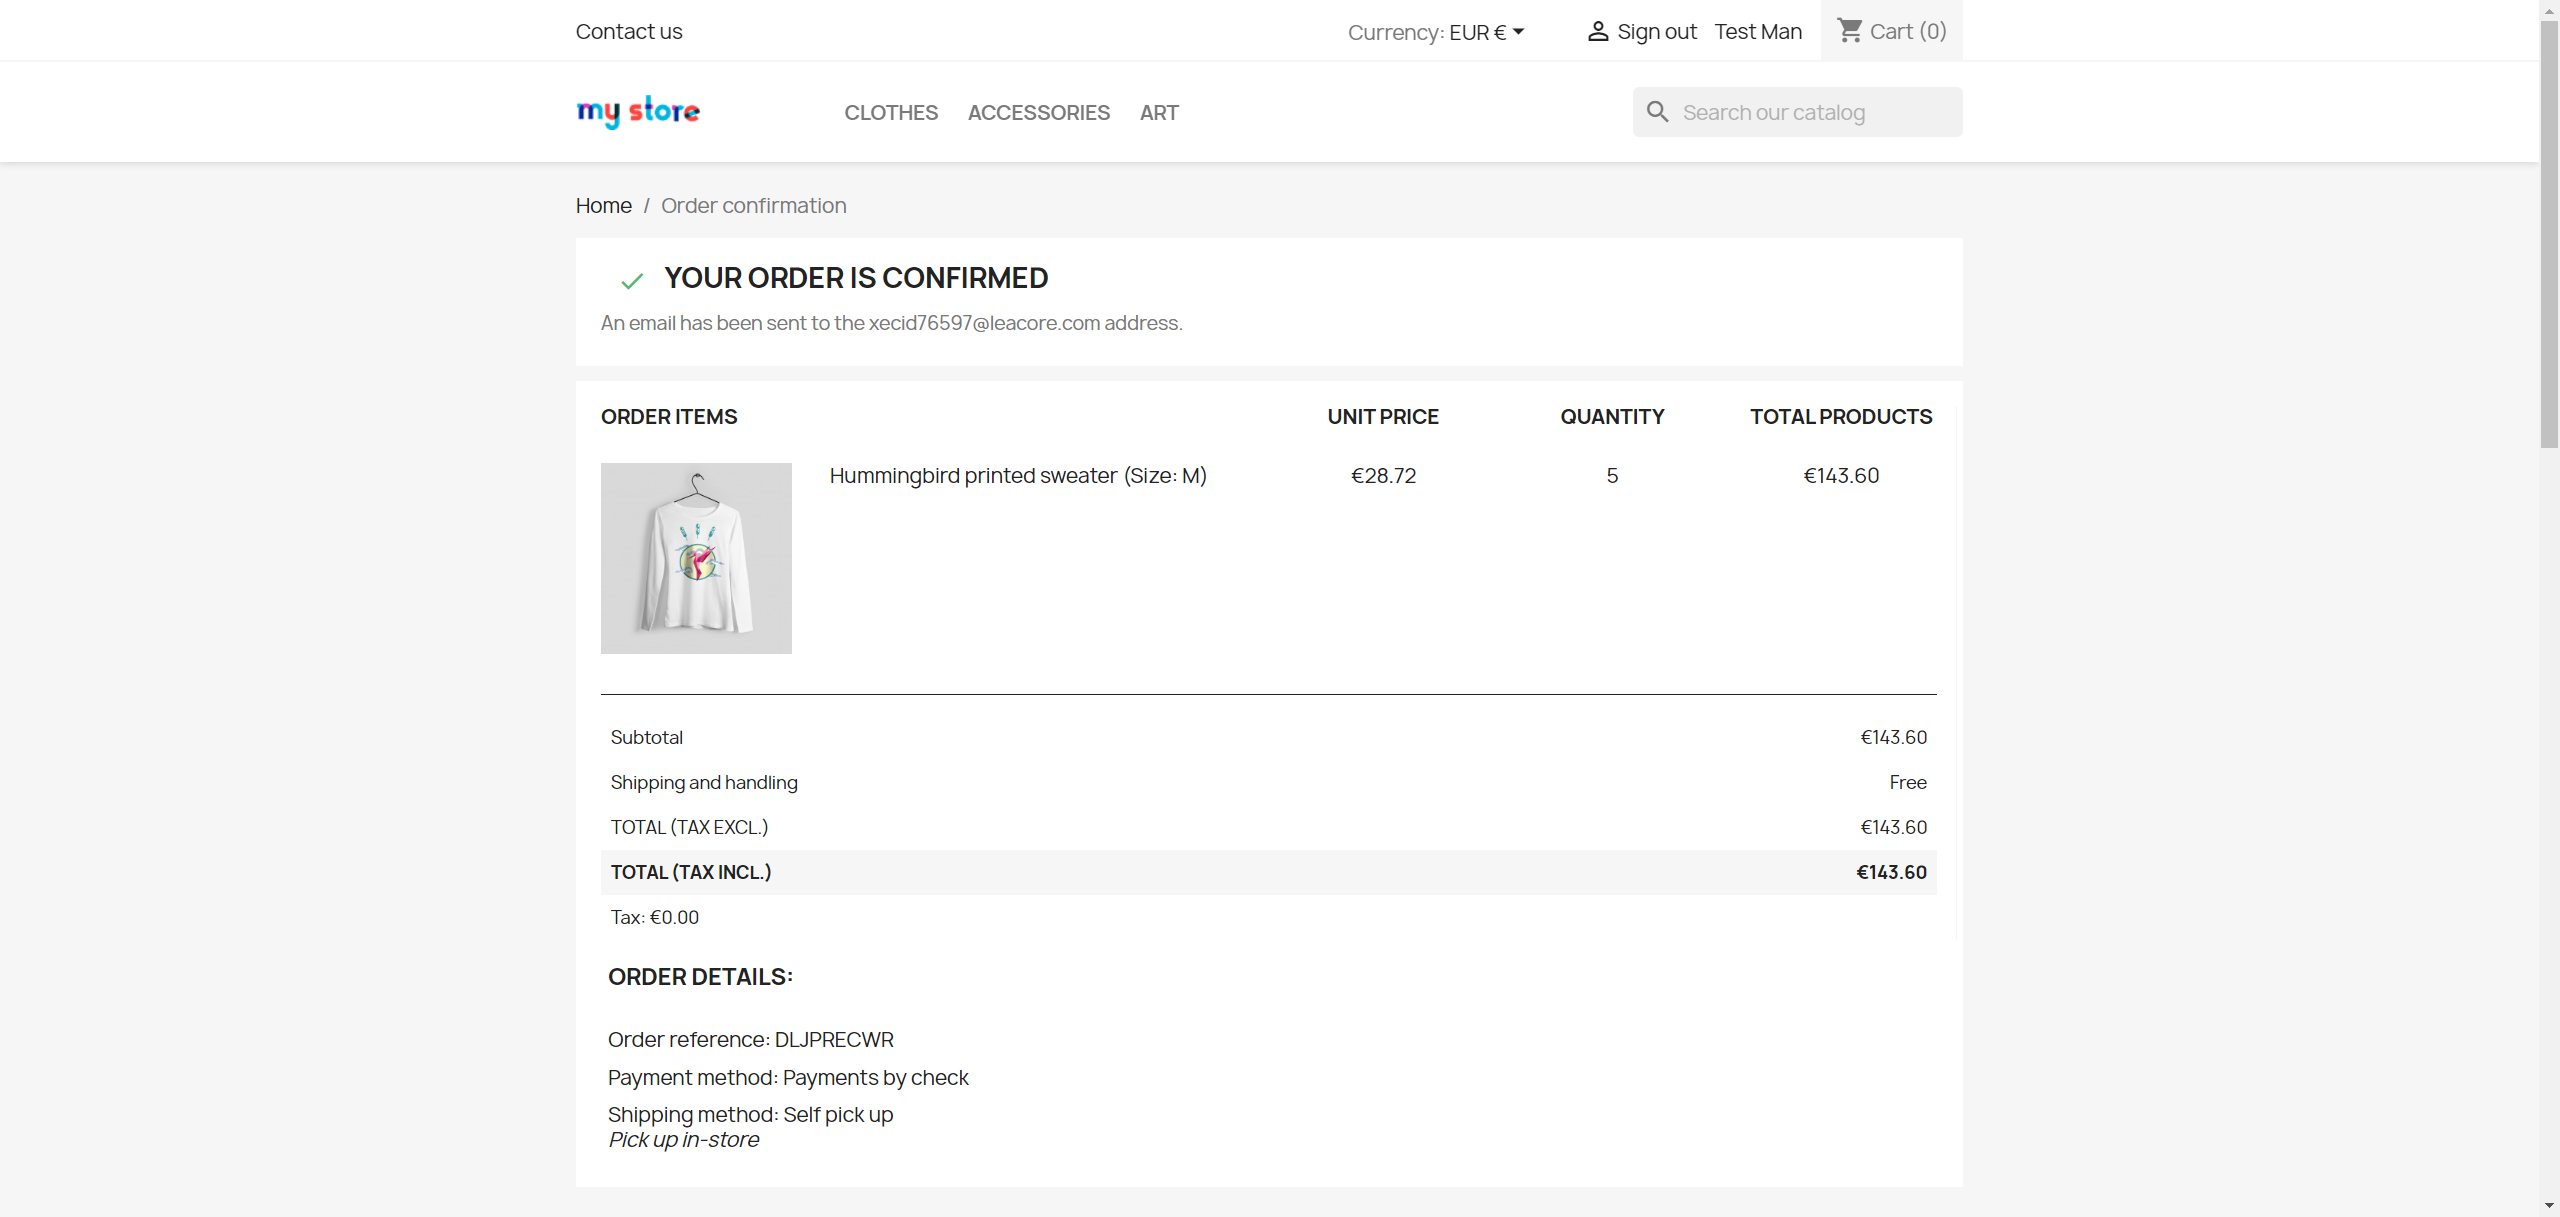 Contact us
Currency: EUR €
Sign out
Test Man
Cart (0)
my store
CLOTHES
ACCESSORIES
ART
Search our catalog
Home / Order confirmation
YOUR ORDER IS CONFIRMED
An email has been sent to the xecid76597@leacore.com address.
ORDER ITEMS UNIT PRICE QUANTITY TOTAL PRODUCTS
Hummingbird printed sweater (Size: M) €28.72 5 €143.60
Subtotal €143.60
Shipping and handling Free
TOTAL (TAX EXCL.) €143.60
TOTAL (TAX INCL.) €143.60
Tax: €0.00
ORDER DETAILS:
Order reference: DLJPRECWR
Payment method: Payments by check
Shipping method: Self pick up
Pick up in-store